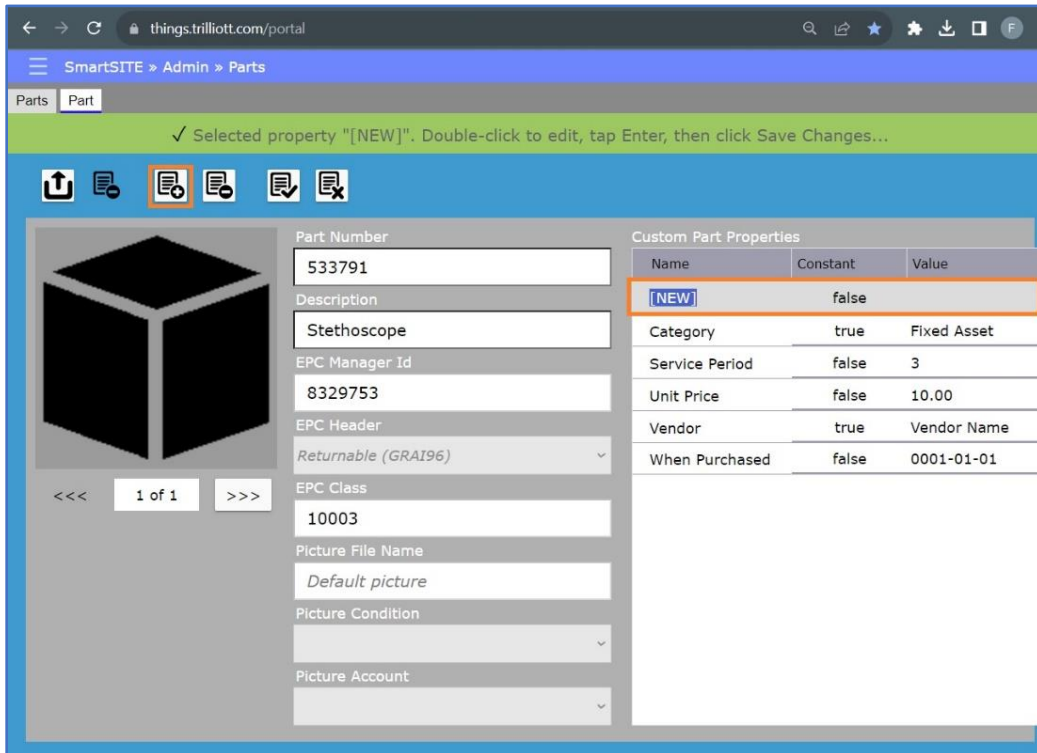 things.trilliott.com/portal
F
SmartSITE » Admin » Parts
Parts Part
✓ Selected property "[NEW]". Double-click to edit, tap Enter, then click Save Changes...
Part Number
533791
Description
Stethoscope
EPC Manager Id
8329753
EPC Header
Returnable (GRAI96)
EPC Class
10003
Picture File Name
Default picture
Picture Condition
Picture Account
<<< 1 of 1 >>>
Custom Part Properties
Name Constant Value
[NEW] false
Category true Fixed Asset
Service Period false 3
Unit Price false 10.00
Vendor true Vendor Name
When Purchased false 0001-01-01